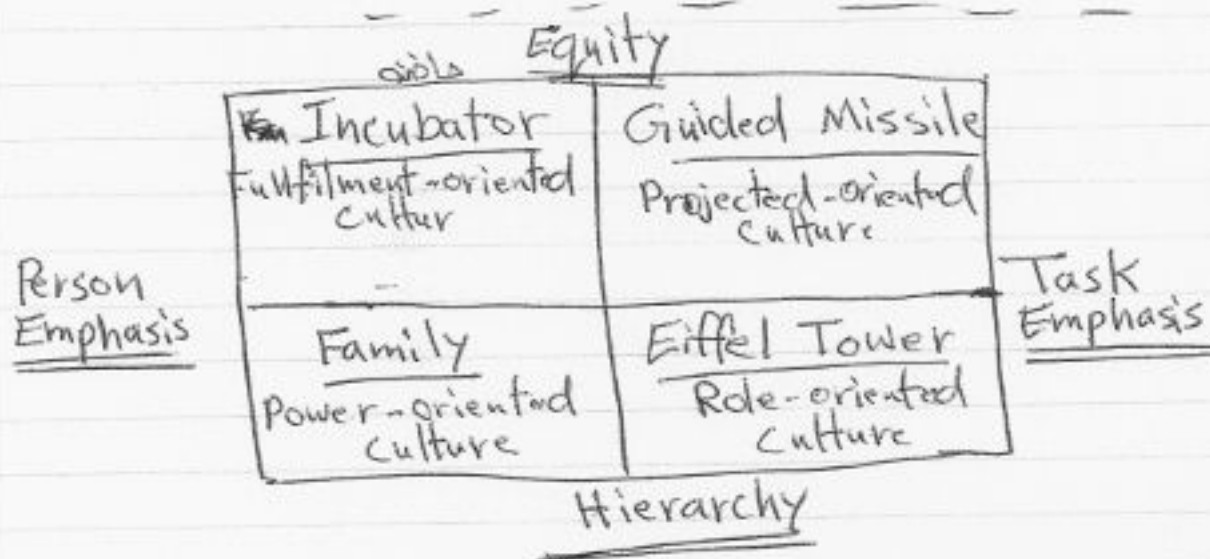 Equity
Incubator
Fullfilment-oriented
Cultur
Guided Missile
Projected-oriented
Culture
Person
Emphasis
Task
Emphasis
Family
Power-oriented
Culture
Eiffel Tower
Role-oriented
Culture
Hierarchy